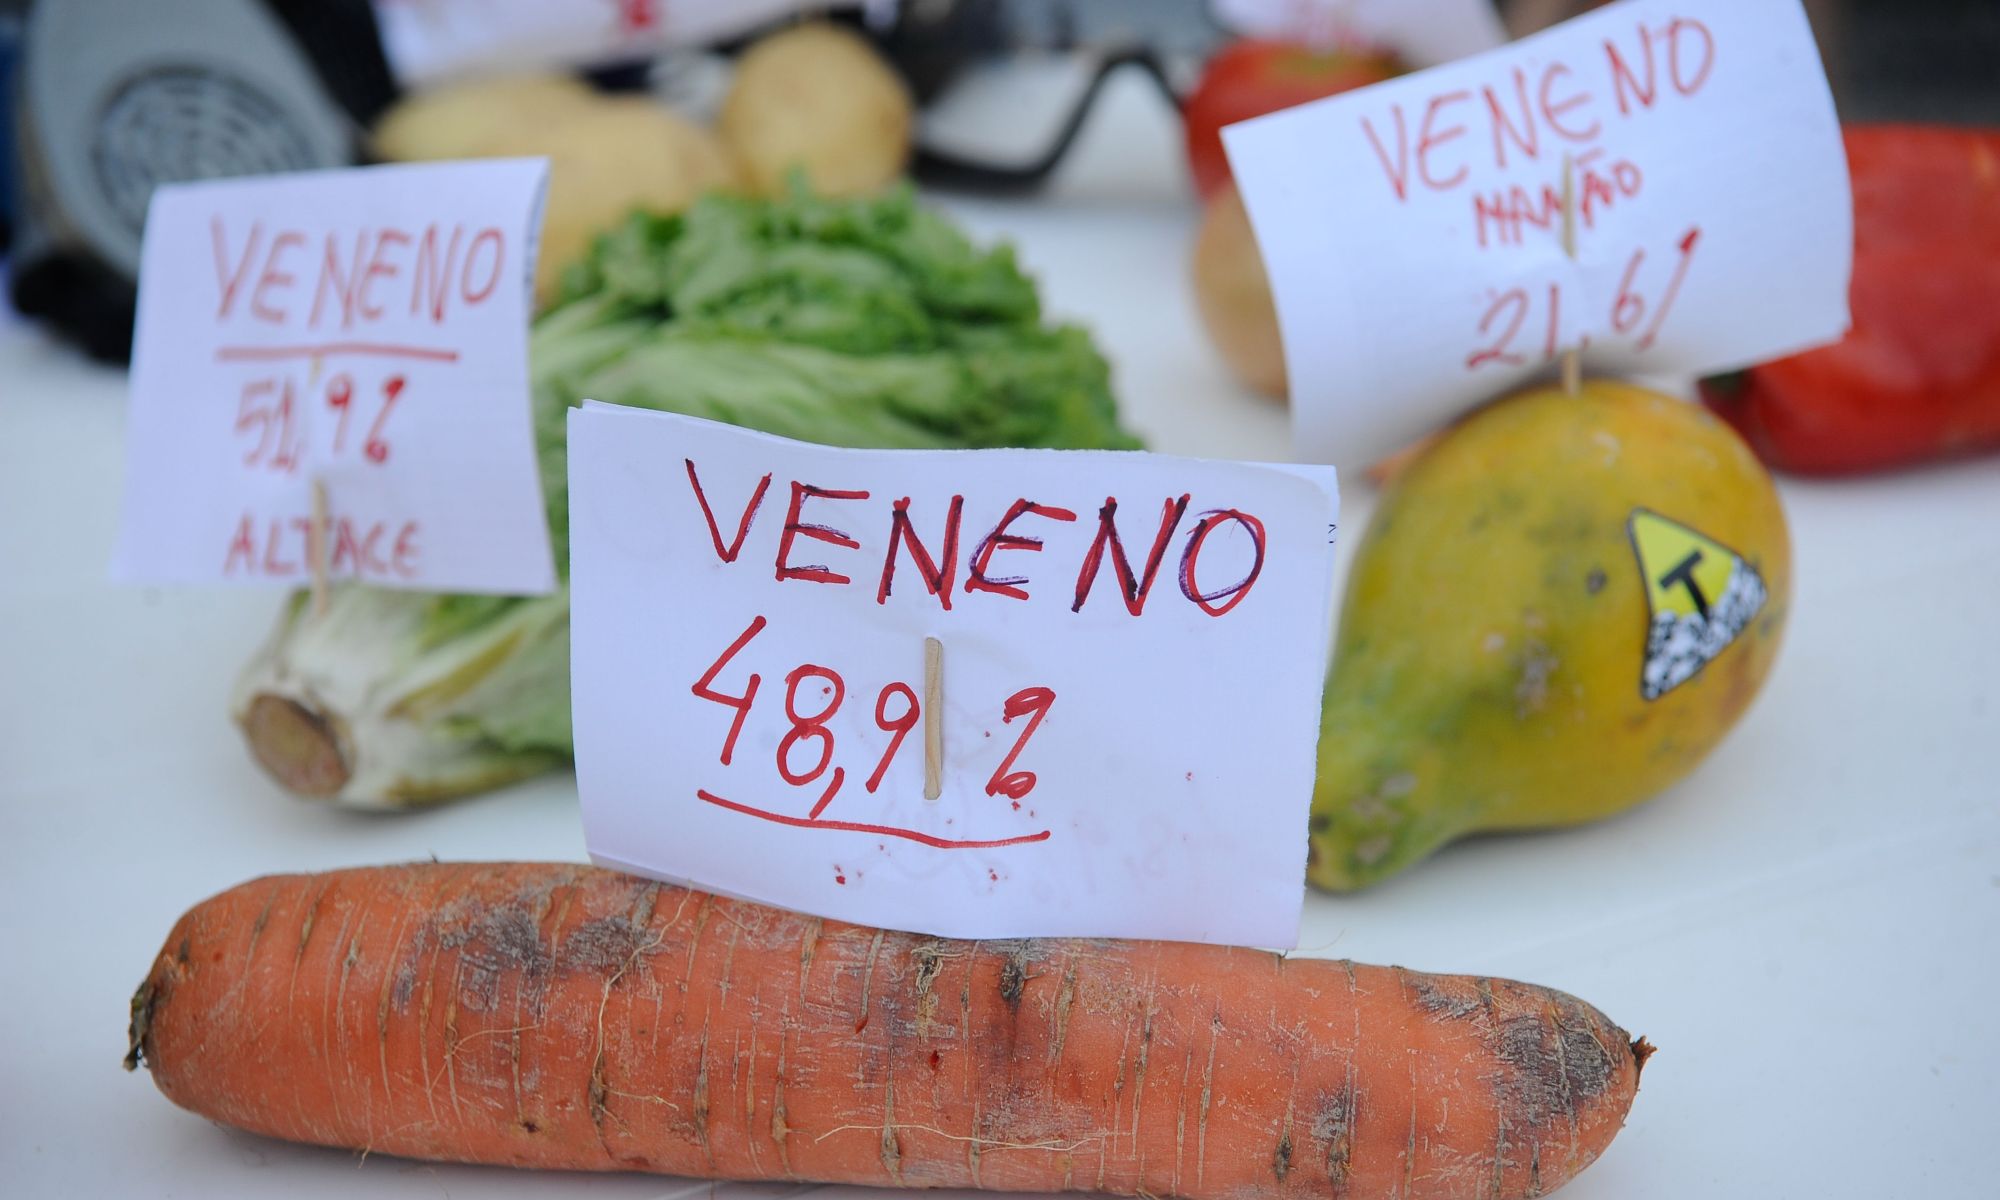 VENENO
51,9%
ALFACE
VENENO
MAMÃO
21,6%
VENENO
48,9%
T